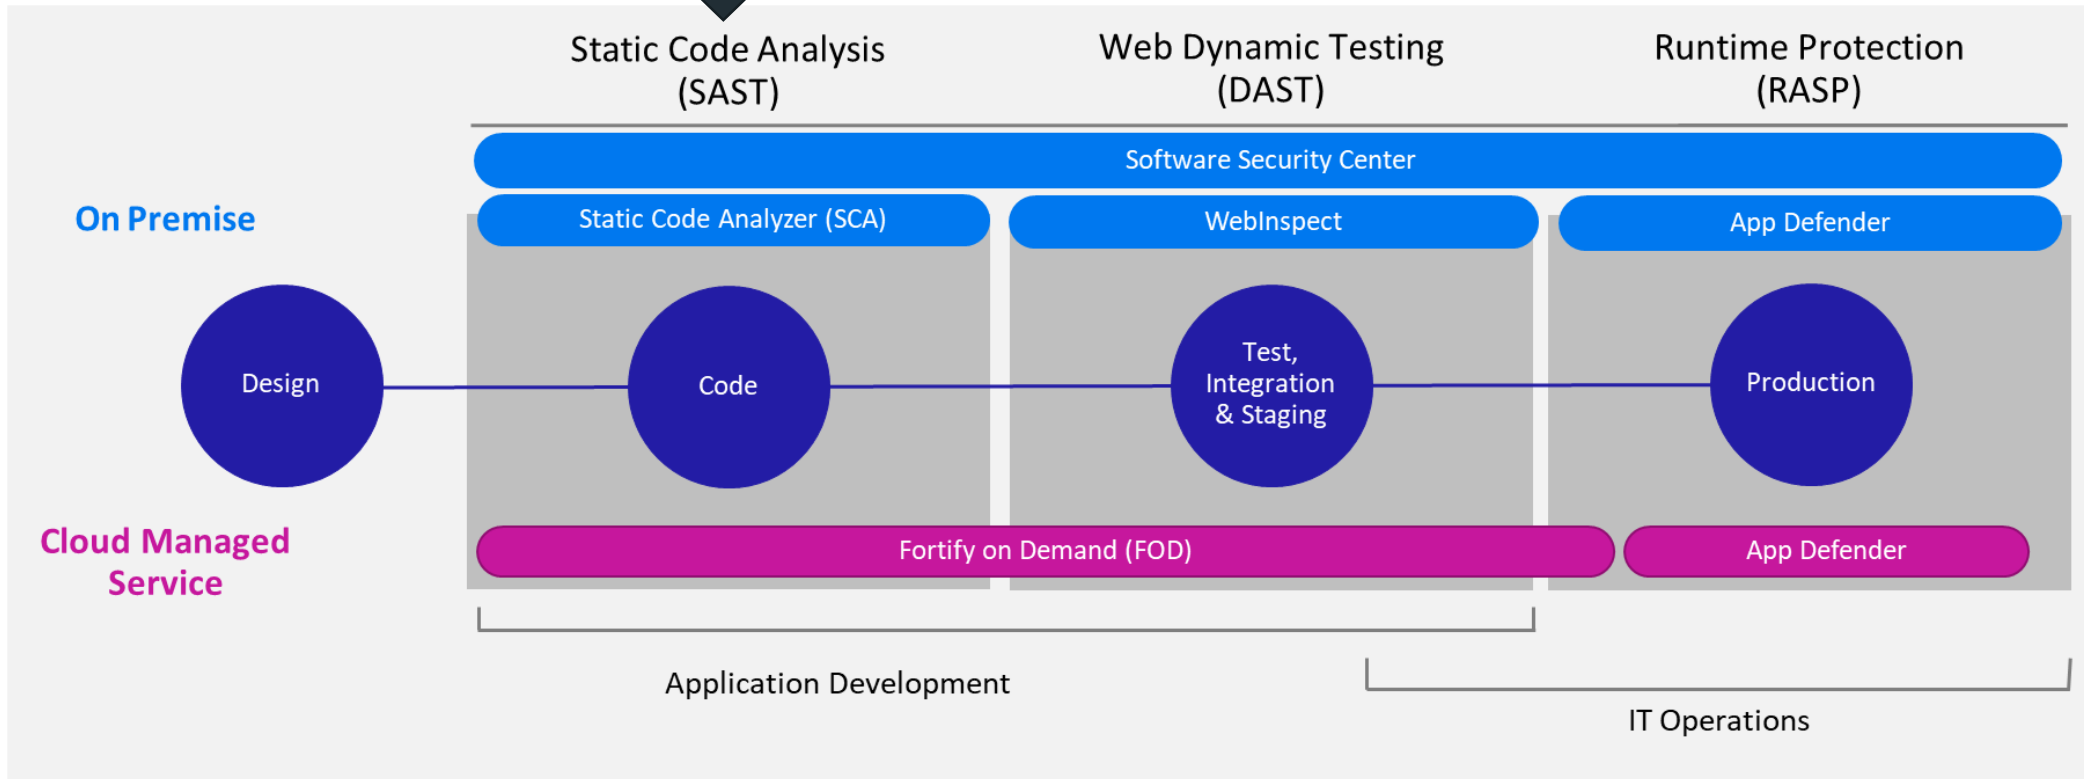 Static Code Analysis
(SAST)
Web Dynamic Testing
(DAST)
Runtime Protection
(RASP)
Software Security Center
On Premise
Static Code Analyzer (SCA)
WebInspect
App Defender
Design
Code
Test,
Integration
& Staging
Production
Cloud Managed
Service
Fortify on Demand (FOD)
App Defender
Application Development
IT Operations